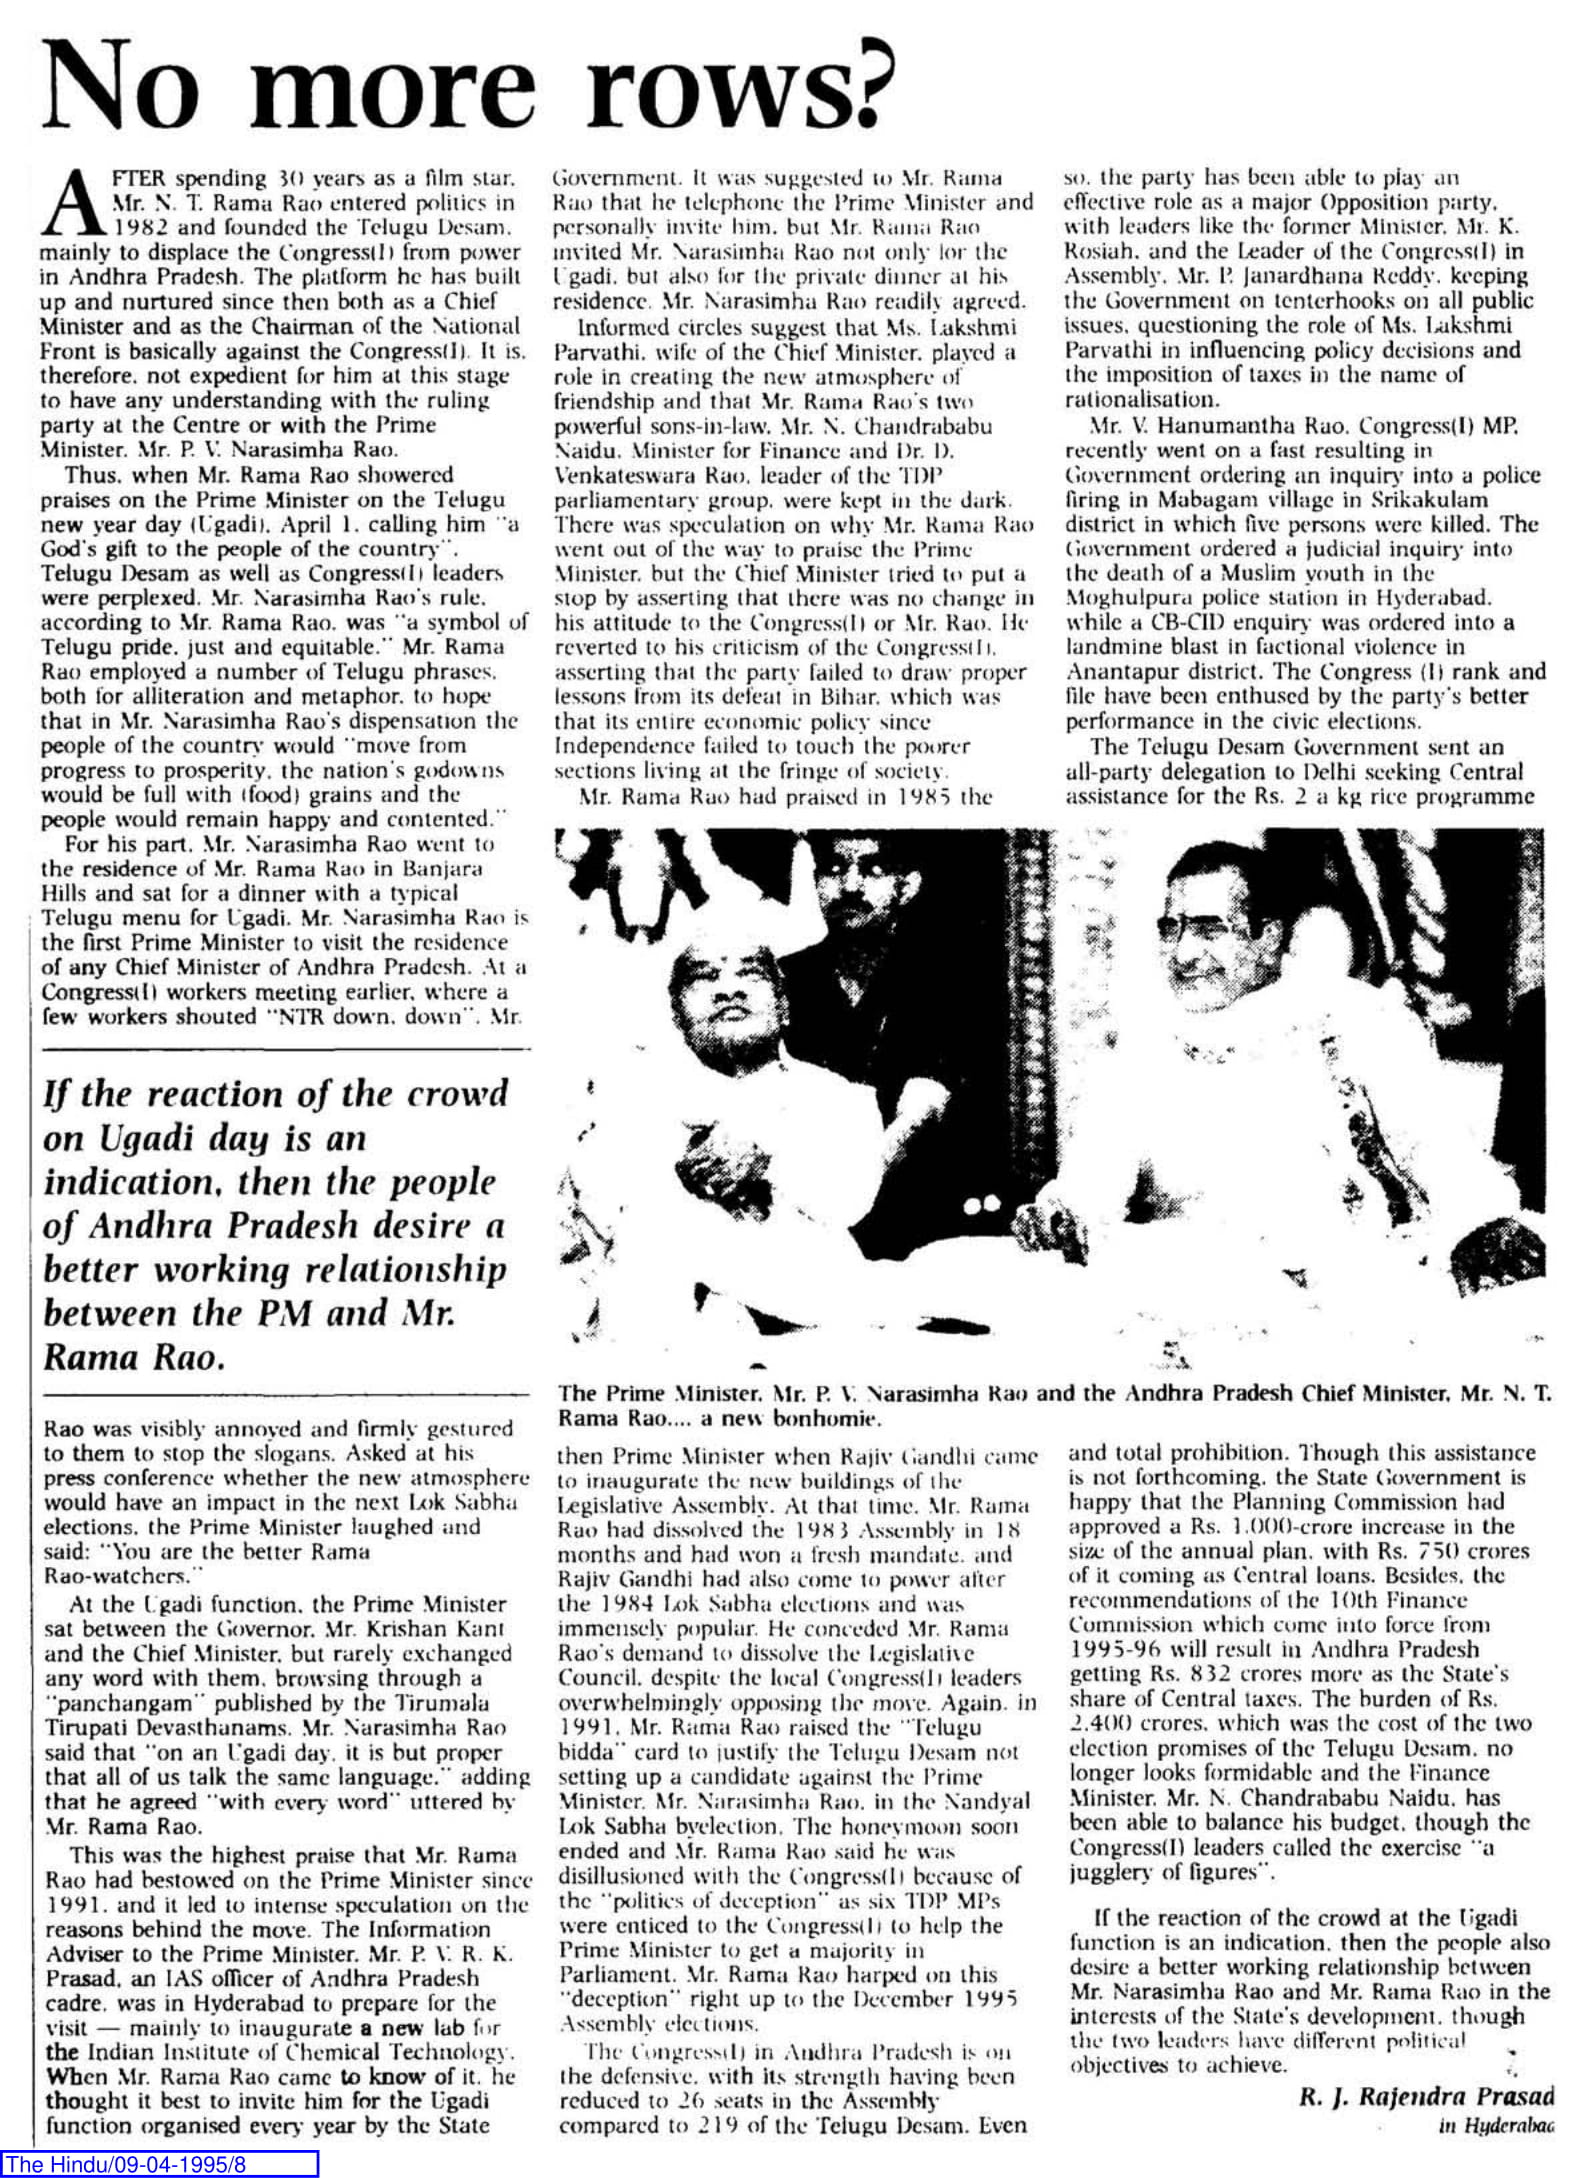 No more rows?
AFTER spending 30 years as a film star,
Mr. N. T. Rama Rao entered politics in
1982 and founded the Telugu Desam,
mainly to displace the Congress(I) from power
in Andhra Pradesh. The platform he has built
up and nurtured since then both as a Chief
Minister and as the Chairman of the National
Front is basically against the Congress(I). It is,
therefore, not expedient for him at this stage
to have any understanding with the ruling
party at the Centre or with the Prime
Minister, Mr. P. V. Narasimha Rao.
Thus, when Mr. Rama Rao showered
praises on the Prime Minister on the Telugu
new year day (Ugadi), April 1, calling him "a
God's gift to the people of the country",
Telugu Desam as well as Congress(I) leaders
were perplexed. Mr. Narasimha Rao's rule,
according to Mr. Rama Rao, was "a symbol of
Telugu pride, just and equitable." Mr. Rama
Rao employed a number of Telugu phrases,
both for alliteration and metaphor, to hope
that in Mr. Narasimha Rao's dispensation the
people of the country would "move from
progress to prosperity, the nation's godowns
would be full with (food) grains and the
people would remain happy and contented."
For his part, Mr. Narasimha Rao went to
the residence of Mr. Rama Rao in Banjara
Hills and sat for a dinner with a typical
Telugu menu for Ugadi. Mr. Narasimha Rao is
the first Prime Minister to visit the residence
of any Chief Minister of Andhra Pradesh. At a
Congress(I) workers meeting earlier, where a
few workers shouted "NTR down, down", Mr.
If the reaction of the crowd
on Ugadi day is an
indication, then the people
of Andhra Pradesh desire a
better working relationship
between the PM and Mr.
Rama Rao.
Rao was visibly annoyed and firmly gestured
to them to stop the slogans. Asked at his
press conference whether the new atmosphere
would have an impact in the next Lok Sabha
elections, the Prime Minister laughed and
said: "You are the better Rama
Rao-watchers."
At the Ugadi function, the Prime Minister
sat between the Governor, Mr. Krishan Kant
and the Chief Minister, but rarely exchanged
any word with them, browsing through a
"panchangam" published by the Tirumala
Tirupati Devasthanams. Mr. Narasimha Rao
said that "on an Ugadi day, it is but proper
that all of us talk the same language," adding
that he agreed "with every word" uttered by
Mr. Rama Rao.
This was the highest praise that Mr. Rama
Rao had bestowed on the Prime Minister since
1991, and it led to intense speculation on the
reasons behind the move. The Information
Adviser to the Prime Minister, Mr. P. V. R. K.
Prasad, an IAS officer of Andhra Pradesh
cadre, was in Hyderabad to prepare for the
visit — mainly to inaugurate a new lab for
the Indian Institute of Chemical Technology.
When Mr. Rama Rao came to know of it, he
thought it best to invite him for the Ugadi
function organised every year by the State
Government. It was suggested to Mr. Rama
Rao that he telephone the Prime Minister and
personally invite him, but Mr. Rama Rao
invited Mr. Narasimha Rao not only for the
Ugadi, but also for the private dinner at his
residence. Mr. Narasimha Rao readily agreed.
Informed circles suggest that Ms. Lakshmi
Parvathi, wife of the Chief Minister, played a
role in creating the new atmosphere of
friendship and that Mr. Rama Rao's two
powerful sons-in-law, Mr. N. Chandrababu
Naidu, Minister for Finance and Dr. D.
Venkateswara Rao, leader of the TDP
parliamentary group, were kept in the dark.
There was speculation on why Mr. Rama Rao
went out of the way to praise the Prime
Minister, but the Chief Minister tried to put a
stop by asserting that there was no change in
his attitude to the Congress(I) or Mr. Rao. He
reverted to his criticism of the Congress(I),
asserting that the party failed to draw proper
lessons from its defeat in Bihar, which was
that its entire economic policy since
Independence failed to touch the poorer
sections living at the fringe of society.
Mr. Rama Rao had praised in 1985 the
so, the party has been able to play an
effective role as a major Opposition party,
with leaders like the former Minister, Mr. K.
Rosiah, and the Leader of the Congress(I) in
Assembly, Mr. P. Janardhana Reddy, keeping
the Government on tenterhooks on all public
issues, questioning the role of Ms. Lakshmi
Parvathi in influencing policy decisions and
the imposition of taxes in the name of
rationalisation.
Mr. V. Hanumantha Rao, Congress(I) MP,
recently went on a fast resulting in
Government ordering an inquiry into a police
firing in Mabagam village in Srikakulam
district in which five persons were killed. The
Government ordered a judicial inquiry into
the death of a Muslim youth in the
Moghulpura police station in Hyderabad,
while a CB-CID enquiry was ordered into a
landmine blast in factional violence in
Anantapur district. The Congress (I) rank and
file have been enthused by the party's better
performance in the civic elections.
The Telugu Desam Government sent an
all-party delegation to Delhi seeking Central
assistance for the Rs. 2 a kg rice programme
The Prime Minister, Mr. P. V. Narasimha Rao and the Andhra Pradesh Chief Minister, Mr. N. T.
Rama Rao.... a new bonhomie.
then Prime Minister when Rajiv Gandhi came
to inaugurate the new buildings of the
Legislative Assembly. At that time, Mr. Rama
Rao had dissolved the 1983 Assembly in 18
months and had won a fresh mandate, and
Rajiv Gandhi had also come to power after
the 1984 Lok Sabha elections and was
immensely popular. He conceded Mr. Rama
Rao's demand to dissolve the Legislative
Council, despite the local Congress(I) leaders
overwhelmingly opposing the move. Again, in
1991, Mr. Rama Rao raised the "Telugu
bidda" card to justify the Telugu Desam not
setting up a candidate against the Prime
Minister, Mr. Narasimha Rao, in the Nandyal
Lok Sabha byelection. The honeymoon soon
ended and Mr. Rama Rao said he was
disillusioned with the Congress(I) because of
the "politics of deception" as six TDP MPs
were enticed to the Congress(I) to help the
Prime Minister to get a majority in
Parliament. Mr. Rama Rao harped on this
"deception" right up to the December 1995
Assembly elections.
The Congress(I) in Andhra Pradesh is on
the defensive, with its strength having been
reduced to 26 seats in the Assembly
compared to 219 of the Telugu Desam. Even
and total prohibition. Though this assistance
is not forthcoming, the State Government is
happy that the Planning Commission had
approved a Rs. 1,000-crore increase in the
size of the annual plan, with Rs. 750 crores
of it coming as Central loans. Besides, the
recommendations of the 10th Finance
Commission which come into force from
1995-96 will result in Andhra Pradesh
getting Rs. 832 crores more as the State's
share of Central taxes. The burden of Rs.
2,400 crores, which was the cost of the two
election promises of the Telugu Desam, no
longer looks formidable and the Finance
Minister, Mr. N. Chandrababu Naidu, has
been able to balance his budget, though the
Congress(I) leaders called the exercise "a
jugglery of figures".
If the reaction of the crowd at the Ugadi
function is an indication, then the people also
desire a better working relationship between
Mr. Narasimha Rao and Mr. Rama Rao in the
interests of the State's development, though
the two leaders have different political
objectives to achieve.
R. J. Rajendra Prasad
in Hyderabad
The Hindu/09-04-1995/8